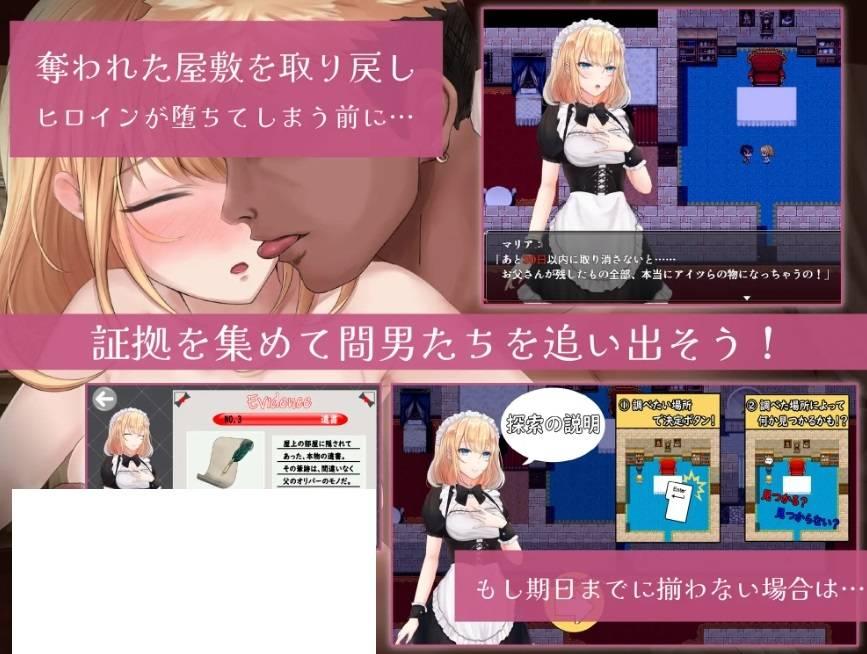 奪われた屋敷を取り戻し
ヒロインが堕ちてしまう前に…
マリア
「あと30日以内に取り消さないと……
お父さんが残したもの全部、本当にアイツらの物になっちゃうの！」
証拠を集めて間男たちを追い出そう！
Evidence
NO.3 遺書
屋上の部屋に隠されて
あった、本物の遺書。
その筆跡は、間違いなく
父のオリバーのモノだ。
探索の説明
① 調べたい場所
で決定ボタン！
Enter
② 調べた場所によって
何か見つかるかも!?
見つかる？
見つからない？
もし期日までに揃わない場合は…